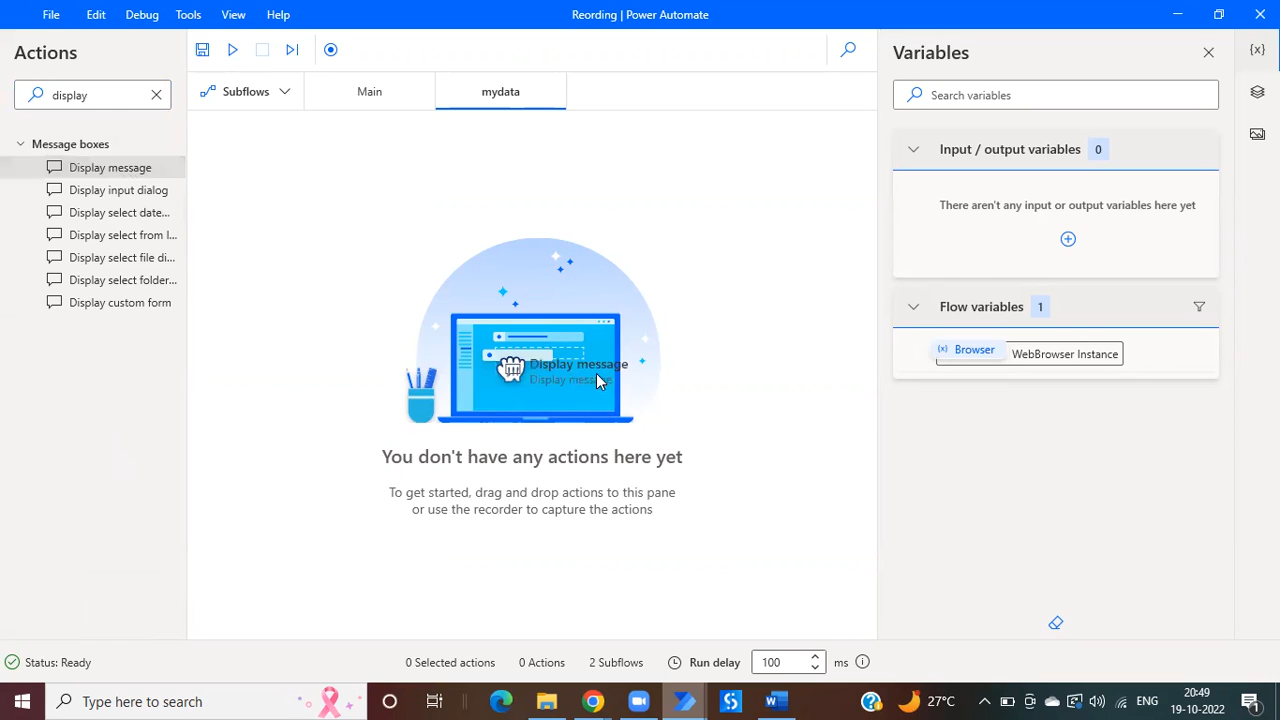 File Edit Debug Tools View Help
Reording | Power Automate
Actions
display
Message boxes
Display message
Display input dialog
Display select date...
Display select from l...
Display select file di...
Display select folder...
Display custom form
Subflows
Main
mydata
Display message
Display message
You don't have any actions here yet
To get started, drag and drop actions to this pane
or use the recorder to capture the actions
Variables
{x}
Search variables
Input / output variables 0
There aren't any input or output variables here yet
Flow variables 1
(x) Browser WebBrowser Instance
Status: Ready
0 Selected actions
0 Actions
2 Subflows
Run delay
100
ms
Type here to search
27°C
ENG
20:49
19-10-2022
1